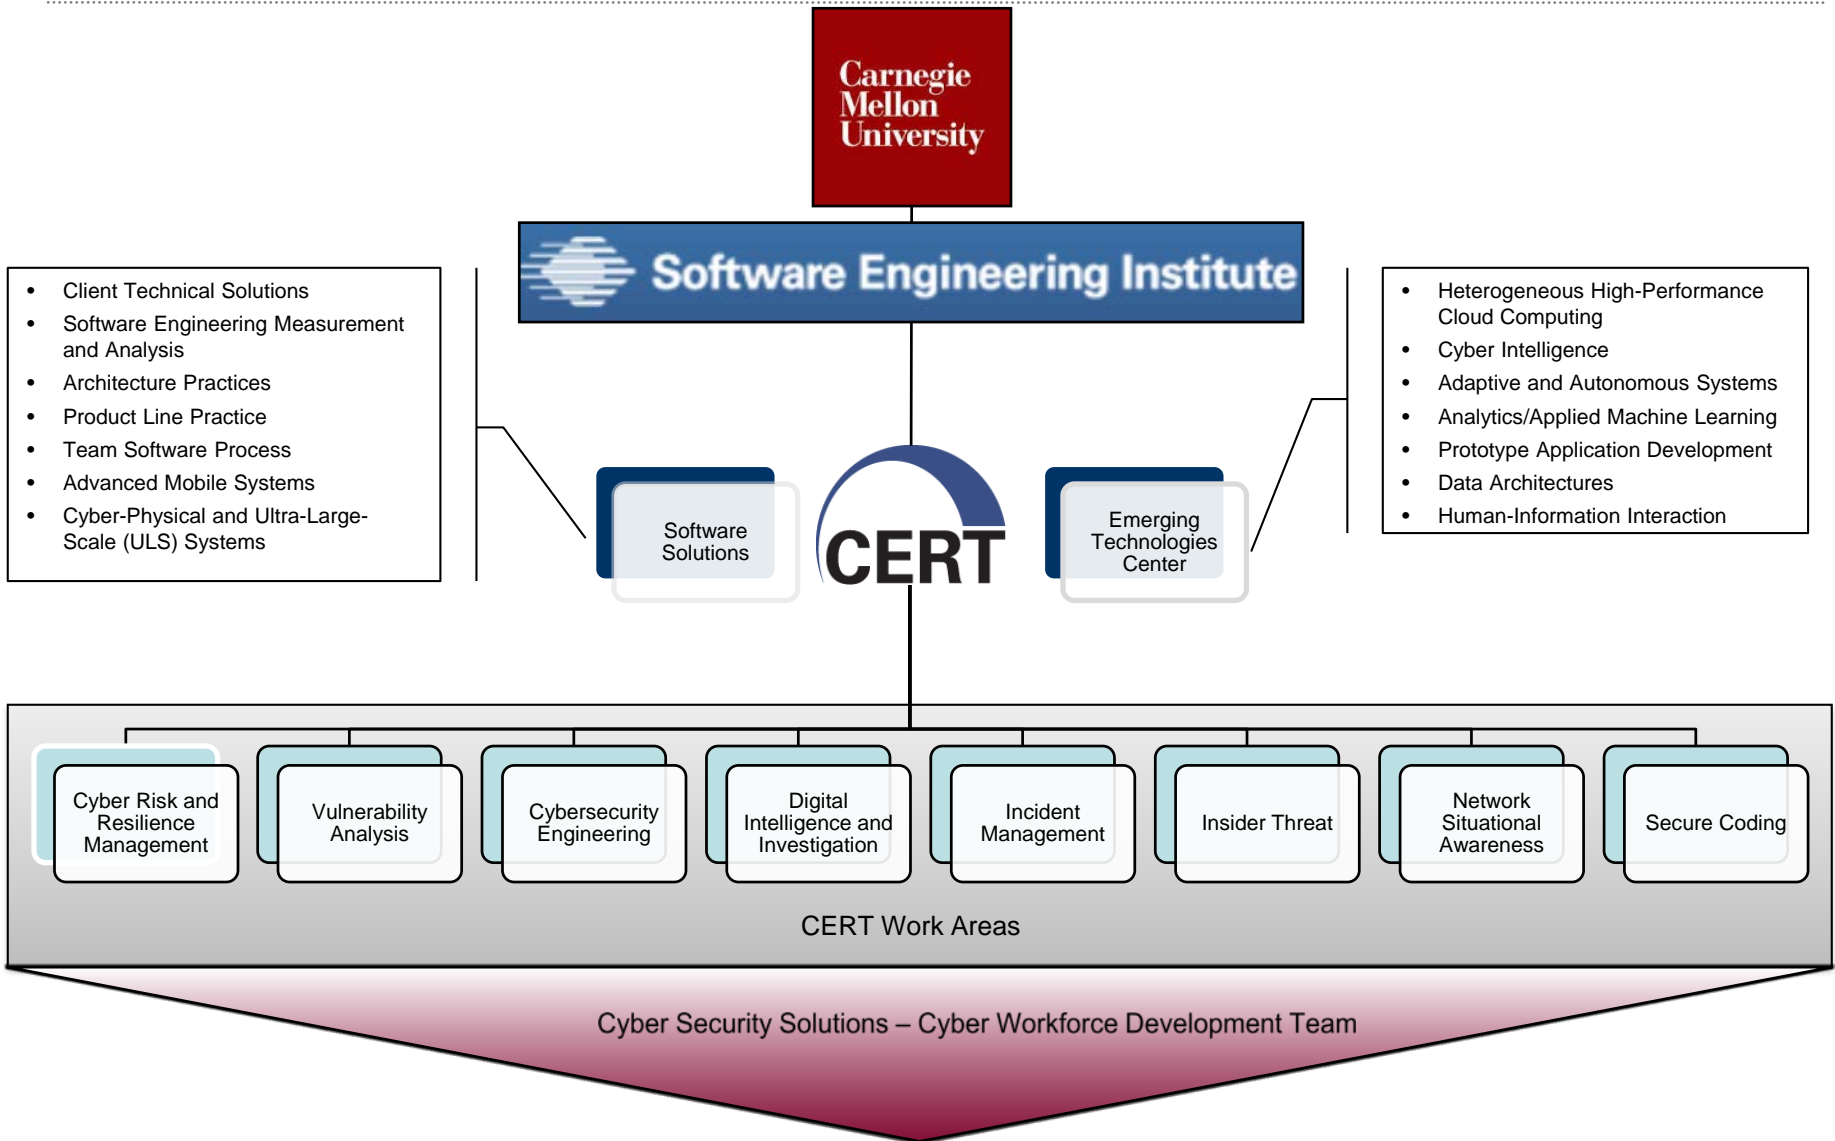 Carnegie
Mellon
University
Software Engineering Institute
• Client Technical Solutions
• Software Engineering Measurement
and Analysis
• Architecture Practices
• Product Line Practice
• Team Software Process
• Advanced Mobile Systems
• Cyber-Physical and Ultra-Large-
Scale (ULS) Systems
• Heterogeneous High-Performance
Cloud Computing
• Cyber Intelligence
• Adaptive and Autonomous Systems
• Analytics/Applied Machine Learning
• Prototype Application Development
• Data Architectures
• Human-Information Interaction
Software
Solutions
CERT
Emerging
Technologies
Center
Cyber Risk and
Resilience
Management
Vulnerability
Analysis
Cybersecurity
Engineering
Digital
Intelligence and
Investigation
Incident
Management
Insider Threat
Network
Situational
Awareness
Secure Coding
CERT Work Areas
Cyber Security Solutions – Cyber Workforce Development Team